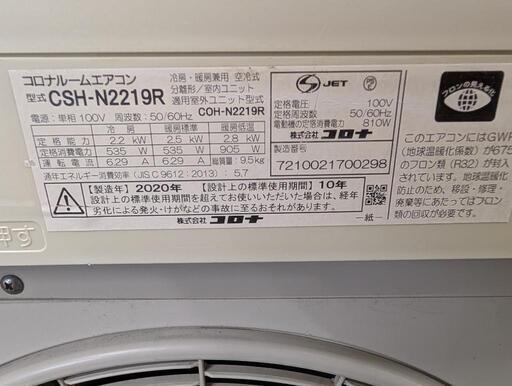 コロナルームエアコン
冷房・暖房兼用 空冷式
分離形/室内ユニット
型式 CSH-N2219R
適用室外ユニット型式
電源:単相100V 周波数:50/60Hz
COH-N2219R
冷房 暖房標準 暖房低温
定格能力 2.2 kW 2.5 kW 2.8 kW
定格消費電力 535 W 535 W 905 W
運転電流 6.29 A 6.29 A 総質量:9.5kg
通年エネルギー消費効率(JIS C 9612:2013):5.7
S JET
定格電圧 100V
定格周波数 50/60Hz
電動機の定格消費電力 810W
株式会社 コロナ
製造番号
7210021700298
【製造年】2020年【設計上の標準使用期間】10年
設計上の標準使用期間を超えてお使いいただいた場合は、経年
劣化による発火・けがなどの事故に至るおそれがあります。
株式会社 コロナ
-紙-
フロンの見える化
このエアコンにはGWP
(地球温暖化係数)が675
のフロン類(R32)が封
入されています。地球温暖化
防止のため、移設・修理・
廃棄等にあたってはフロン
類の回収が必要です。
押す